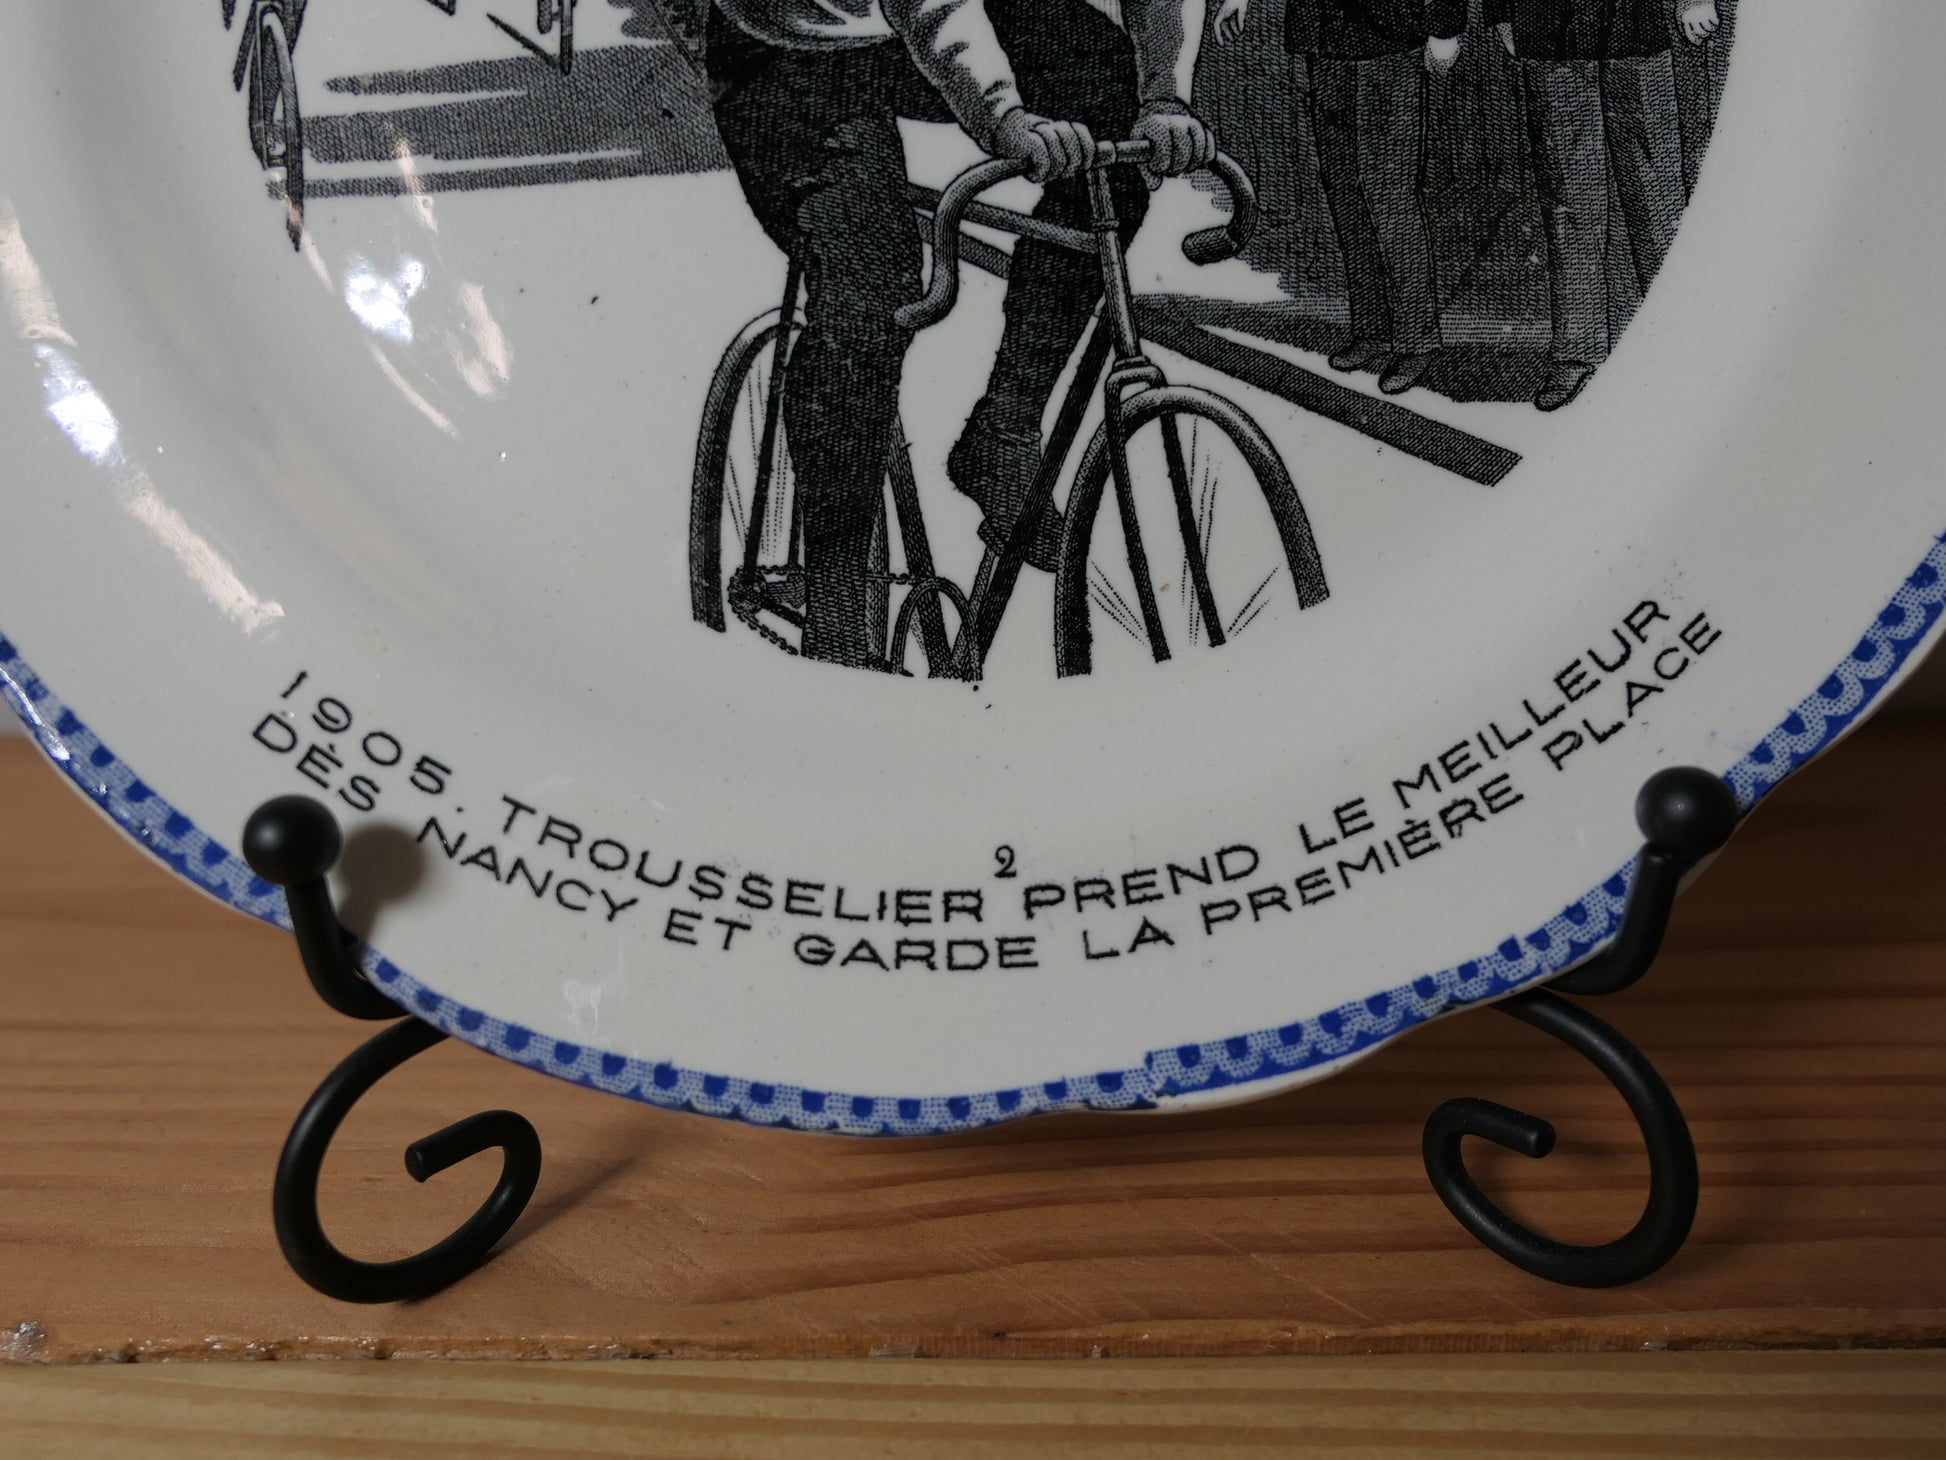 2
1905. TROUSSELIER PREND LE MEILLEUR
DÈS NANCY ET GARDE LA PREMIÈRE PLACE